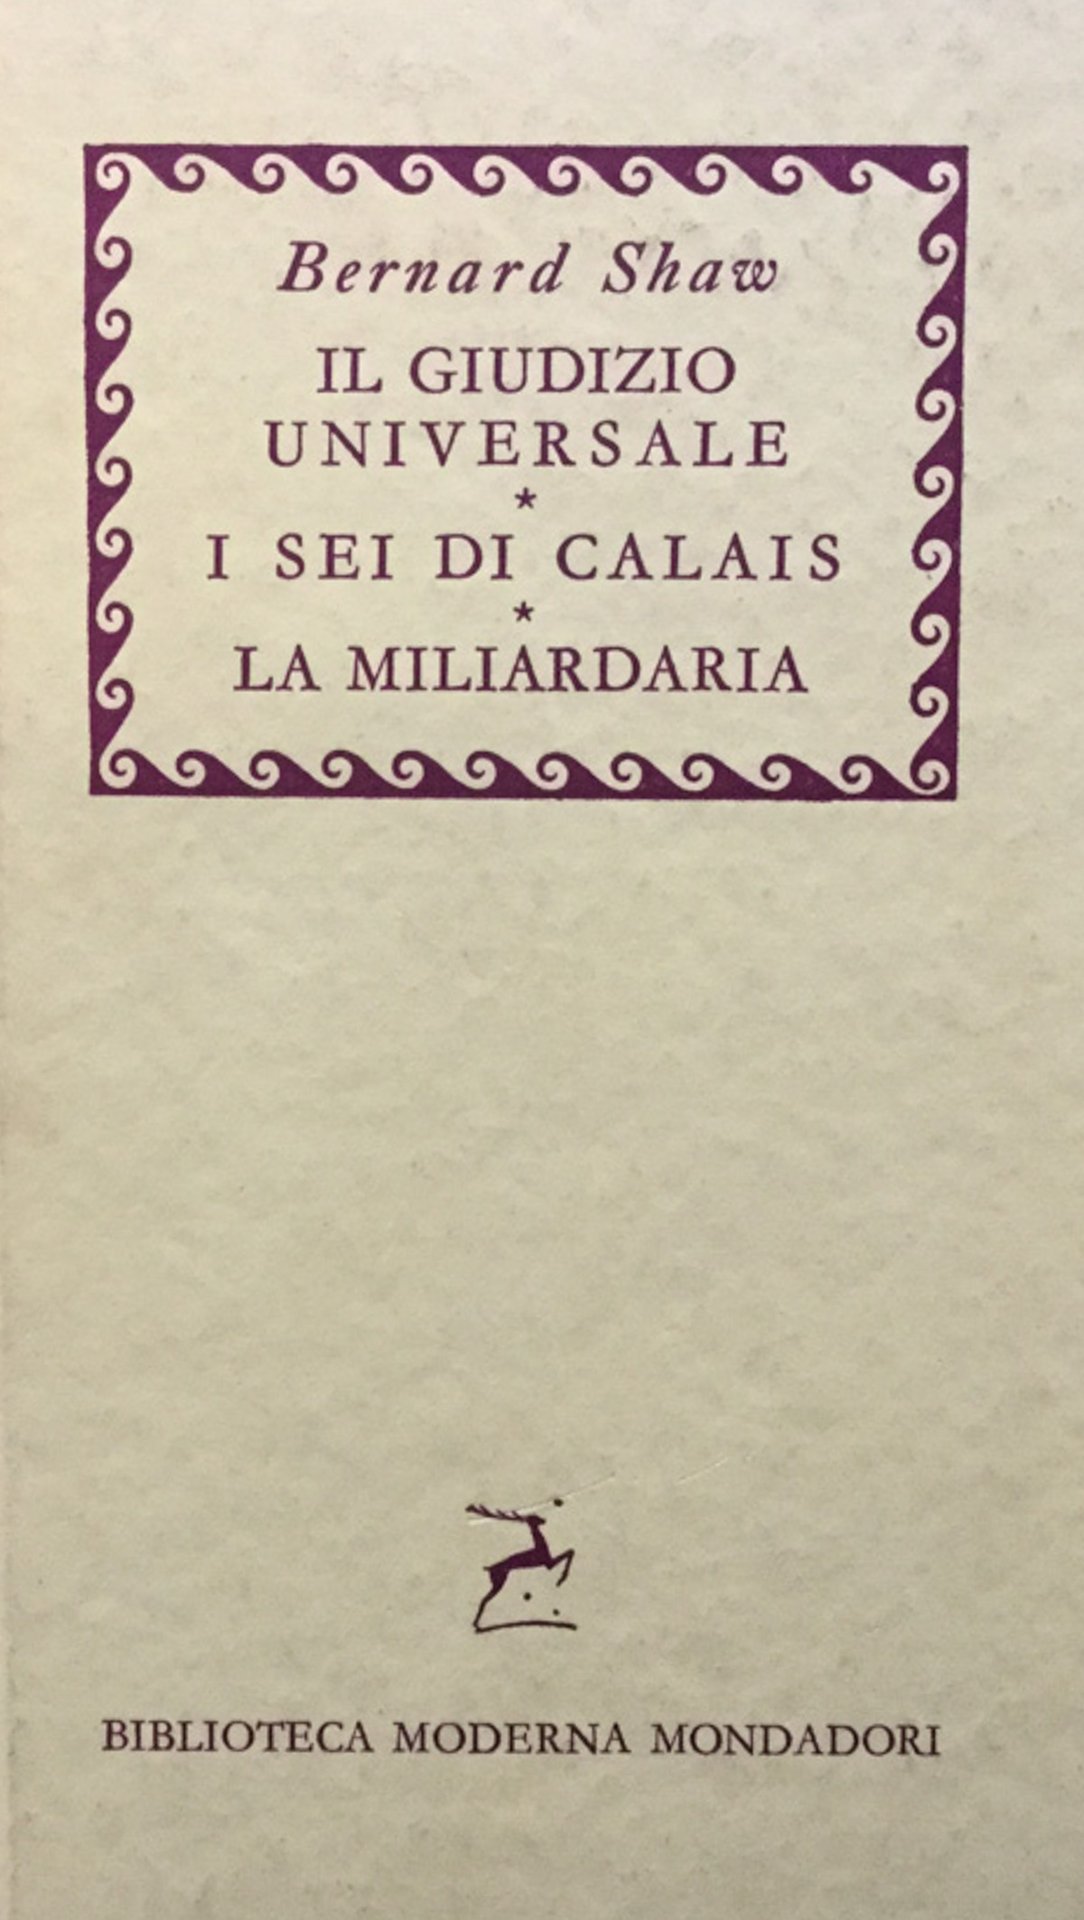 Bernard Shaw
IL GIUDIZIO
UNIVERSALE
*
I SEI DI CALAIS
*
LA MILIARDARIA
BIBLIOTECA MODERNA MONDADORI